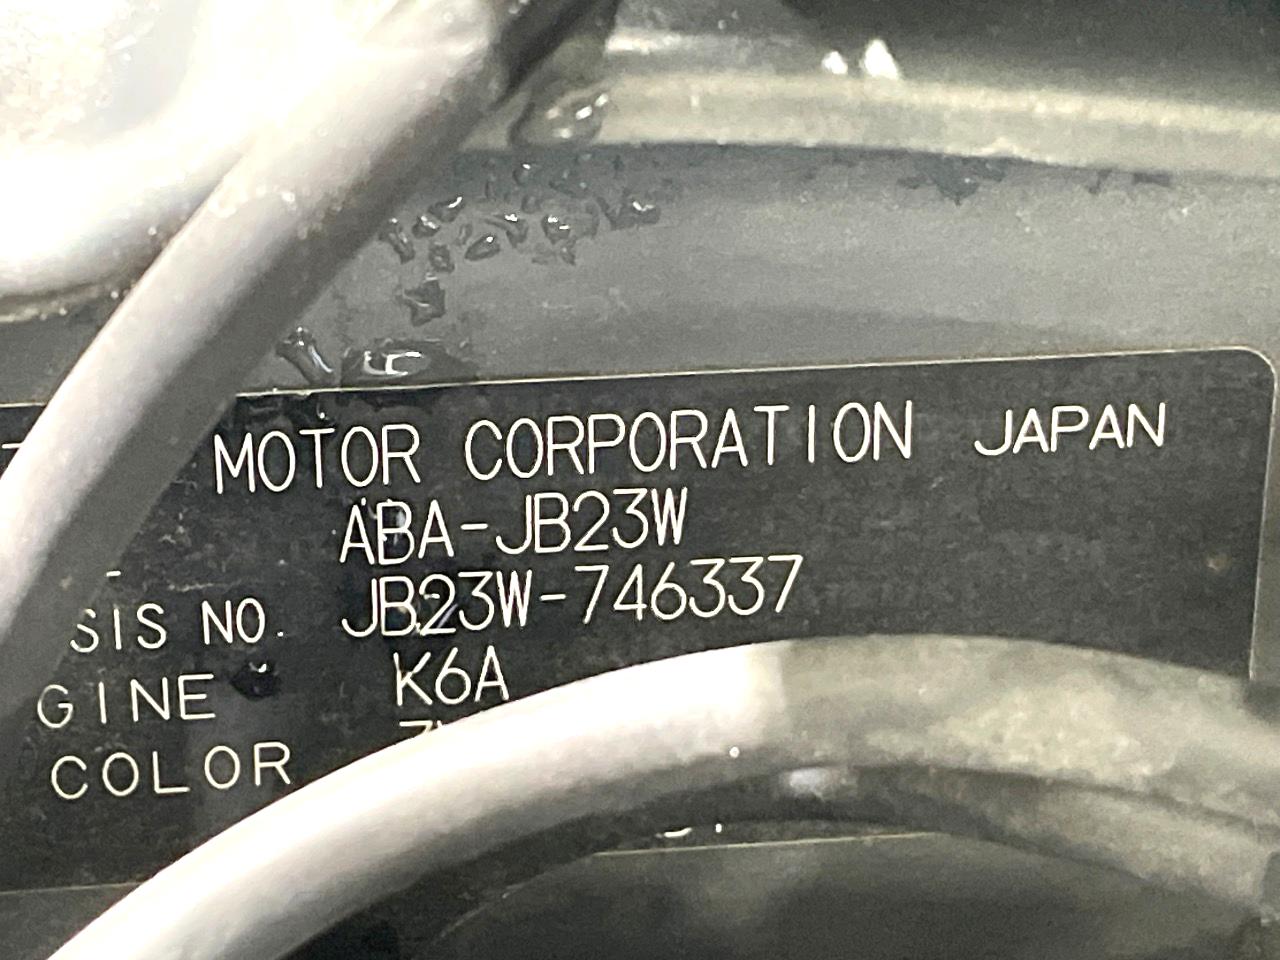 MOTOR CORPORATION JAPAN
ABA-JB23W
SIS NO. JB23W-746337
GINE K6A
COLOR